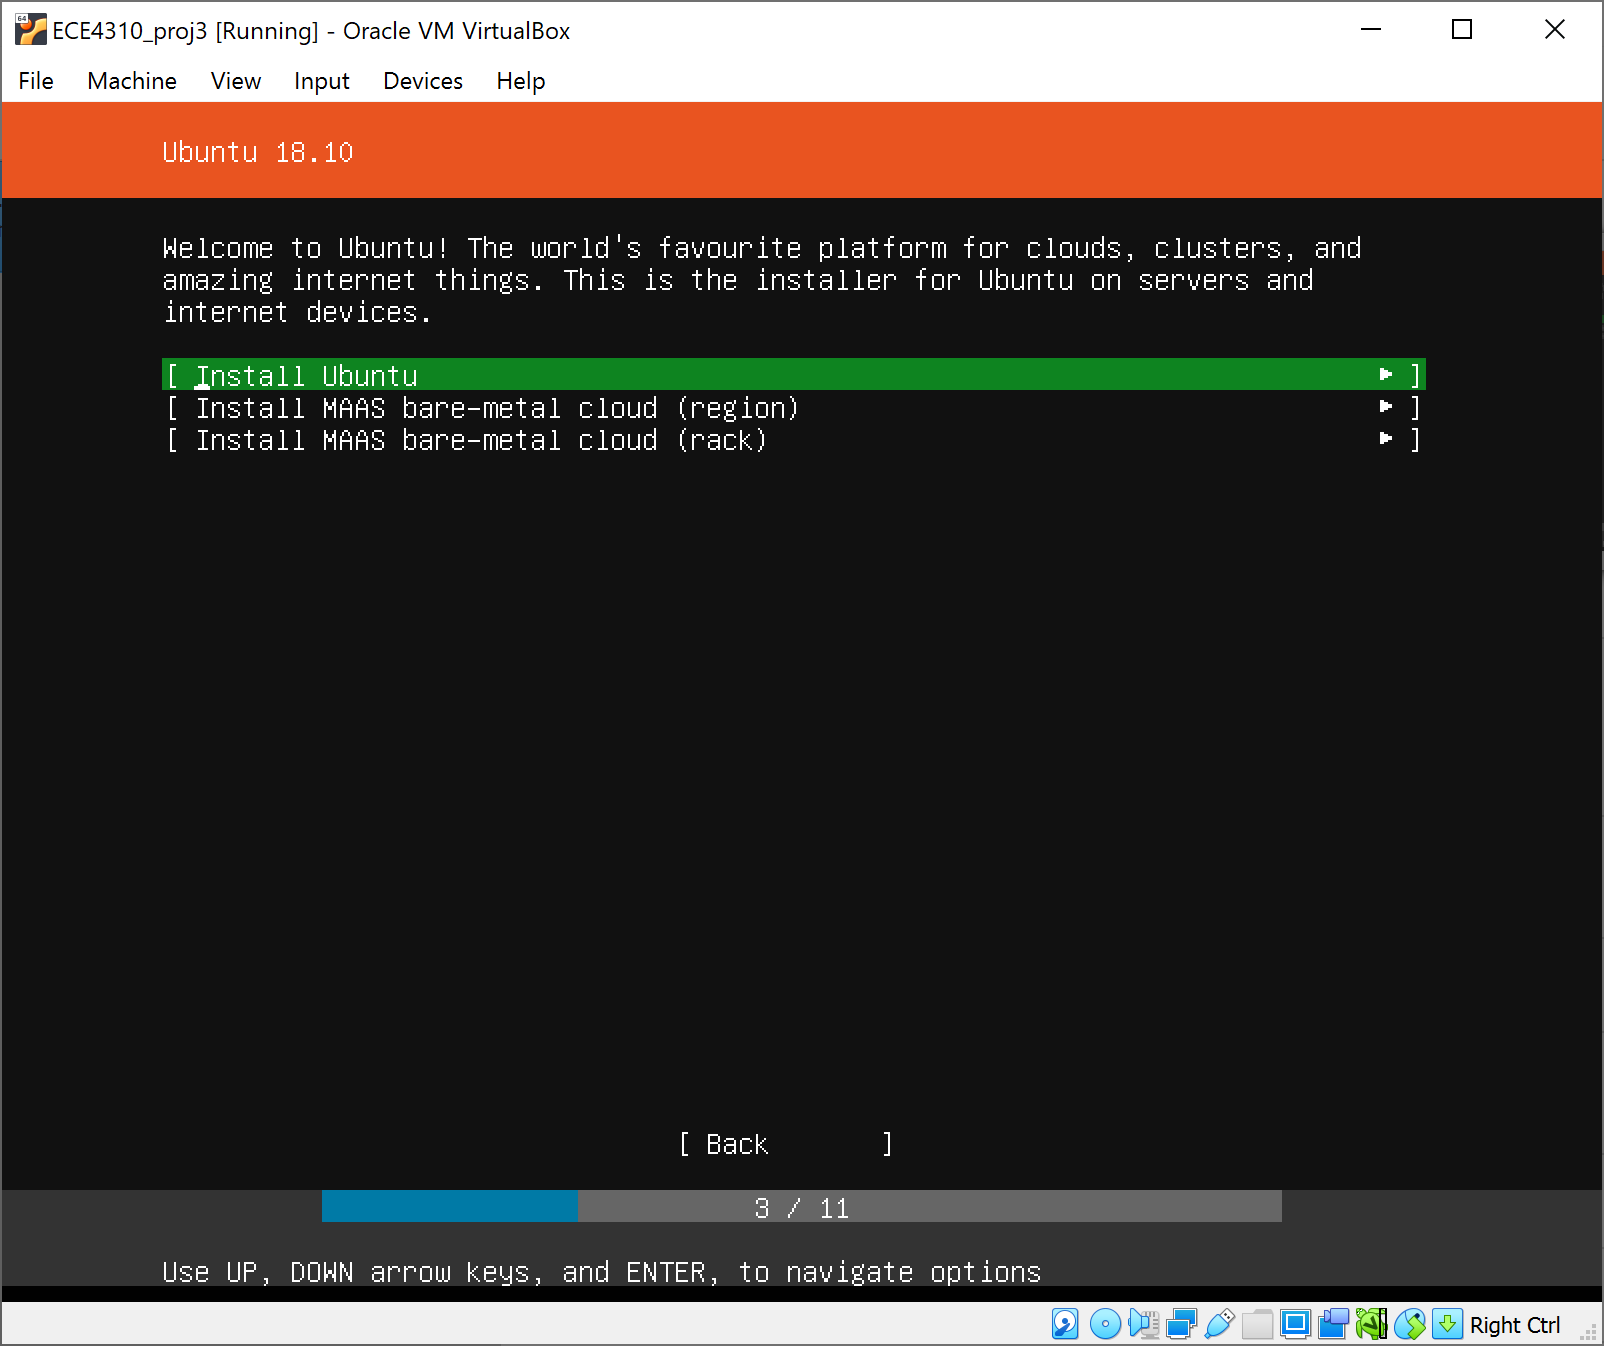 64
ECE4310_proj3 [Running] - Oracle VM VirtualBox
File Machine View Input Devices Help
Ubuntu 18.10
Welcome to Ubuntu! The world's favourite platform for clouds, clusters, and
amazing internet things. This is the installer for Ubuntu on servers and
internet devices.
[ Install Ubuntu ▸ ]
[ Install MAAS bare-metal cloud (region) ▸ ]
[ Install MAAS bare-metal cloud (rack) ▸ ]
[ Back ]
3 / 11
Use UP, DOWN arrow keys, and ENTER, to navigate options
Right Ctrl